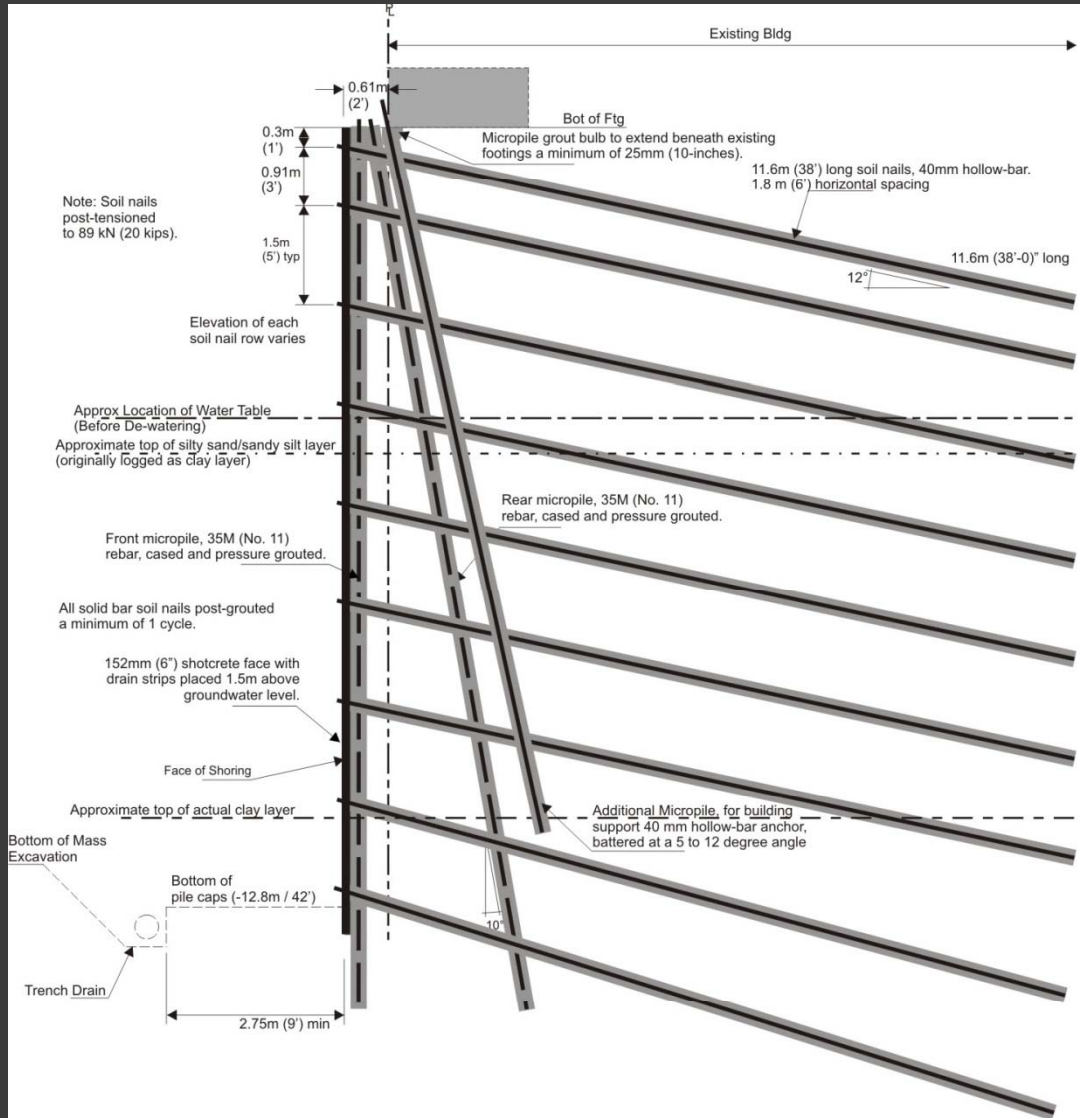 PL
Existing Bldg
0.61m
(2')
Bot of Ftg
0.3m
(1')
Micropile grout bulb to extend beneath existing
footings a minimum of 25mm (10-inches).
0.91m
(3')
11.6m (38') long soil nails, 40mm hollow-bar.
1.8 m (6') horizontal spacing
Note: Soil nails
post-tensioned
to 89 kN (20 kips).
1.5m
(5') typ
11.6m (38'-0)" long
12°
Elevation of each
soil nail row varies
Approx Location of Water Table
(Before De-watering)
Approximate top of silty sand/sandy silt layer
(originally logged as clay layer)
Rear micropile, 35M (No. 11)
rebar, cased and pressure grouted.
Front micropile, 35M (No. 11)
rebar, cased and pressure grouted.
All solid bar soil nails post-grouted
a minimum of 1 cycle.
152mm (6") shotcrete face with
drain strips placed 1.5m above
groundwater level.
Face of Shoring
Approximate top of actual clay layer
Additional Micropile, for building
support 40 mm hollow-bar anchor,
battered at a 5 to 12 degree angle
Bottom of Mass
Excavation
Bottom of
pile caps (-12.8m / 42')
10°
Trench Drain
2.75m (9') min